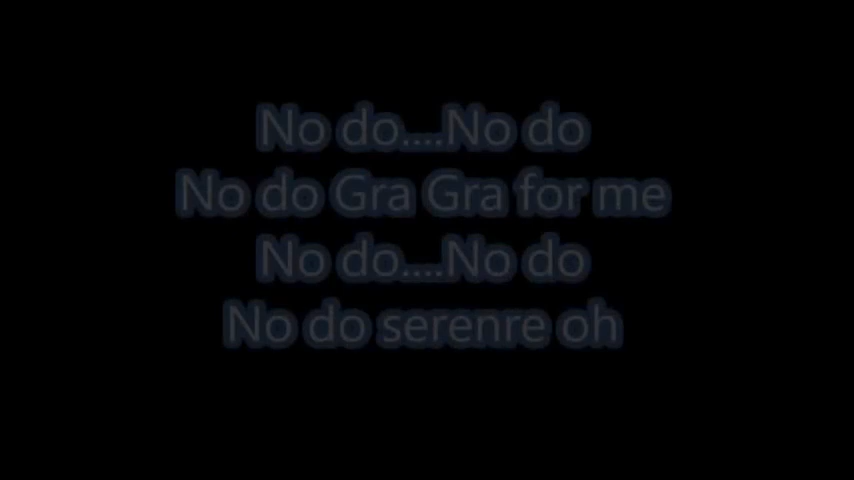 No do....No do
No do Gra Gra for me
No do....No do
No do serenre oh